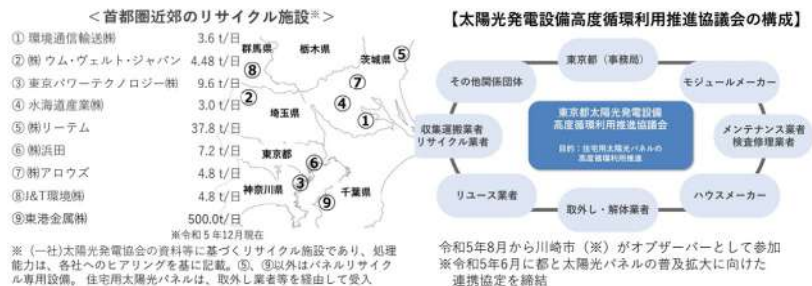 ＜首都圏近郊のリサイクル施設※＞
① 環境通信輸送㈱ 3.6 t/日
② ㈱ ウム・ヴェルト・ジャパン 4.48 t/日
③ 東京パワーテクノロジー㈱ 9.6 t/日
④ 水海道産業㈱ 3.0 t/日
⑤ ㈱リーテム 37.8 t/日
⑥ ㈱浜田 7.2 t/日
⑦ ㈱アロウズ 4.8 t/日
⑧J&T環境㈱ 4.8 t/日
⑨東港金属㈱ 500.0t/日
※令和５年12月現在
群馬県
栃木県
茨城県
⑤
⑧
⑦
②
④
埼玉県
①
東京都
⑥
③
神奈川県
千葉県
⑨
※（一社)太陽光発電協会の資料等に基づくリサイクル施設であり、処理
能力は、各社へのヒアリングを基に記載。⑤、⑨以外はパネルリサイク
ル専用設備。 住宅用太陽光パネルは、取外し業者等を経由して受入
【太陽光発電設備高度循環利用推進協議会の構成】
東京都（事務局）
その他関係団体
モジュールメーカー
東京都太陽光発電設備
高度循環利用推進協議会
目的：住宅用太陽光パネルの
高度循環利用推進
収集運搬業者
リサイクル業者
メンテナンス業者
検査修理業者
リユース業者
ハウスメーカー
取外し・解体業者
令和5年8月から川崎市（※）がオブザーバーとして参加
※令和5年6月に都と太陽光パネルの普及拡大に向けた
連携協定を締結